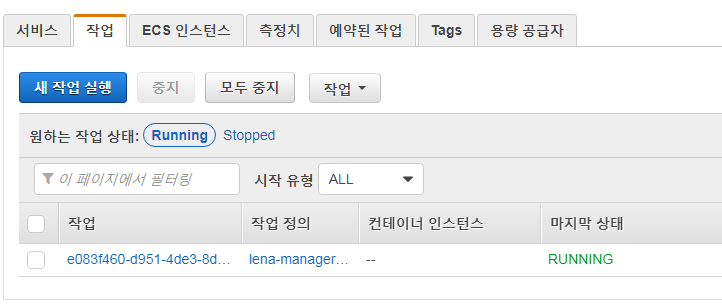 서비스 작업 ECS 인스턴스 측정치 예약된 작업 Tags 용량 공급자
새 작업 실행 중지 모두 중지 작업
원하는 작업 상태: Running Stopped
이 페이지에서 필터링 시작 유형 ALL
작업 작업 정의 컨테이너 인스턴스 마지막 상태
e083f460-d951-4de3-8d... lena-manager... -- RUNNING